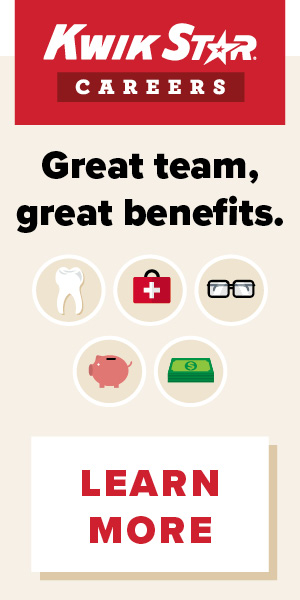 KWIK STAR
CAREERS
Great team,
great benefits.
$
LEARN
MORE